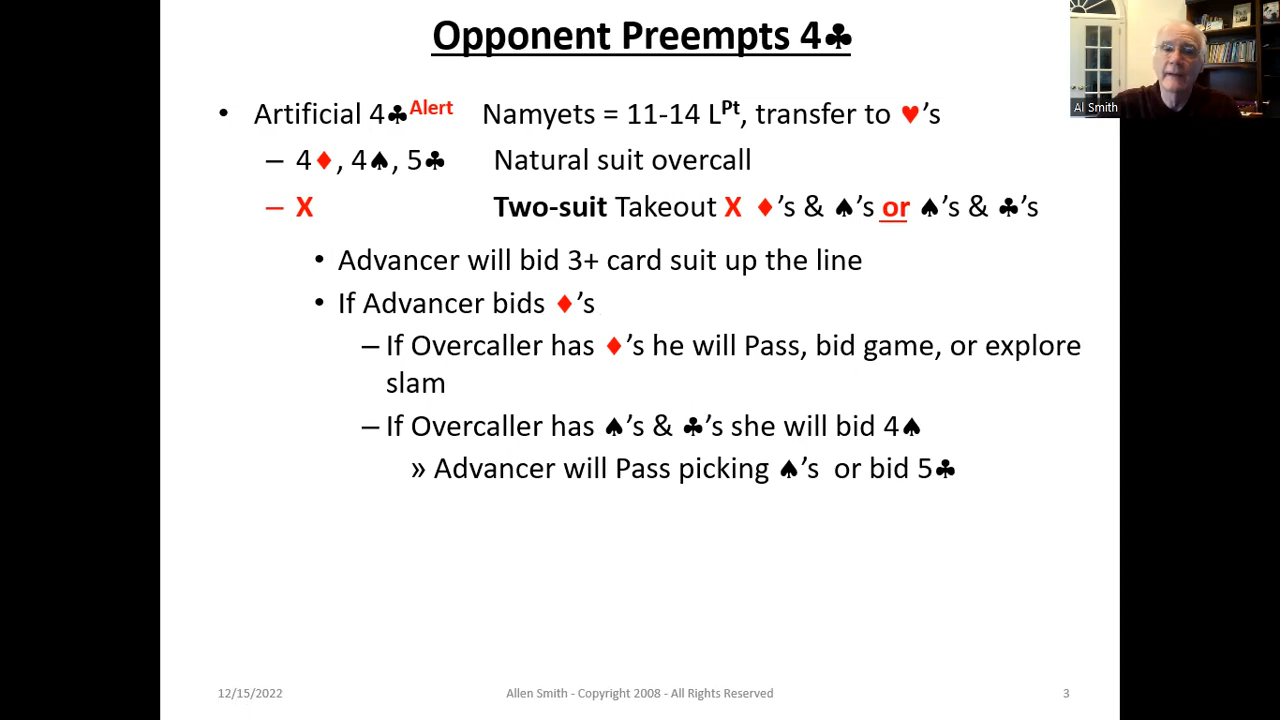 Opponent Preempts 4♣
• Artificial 4♣Alert Namyets = 11-14 LPt, transfer to ♥'s
– 4♦, 4♠, 5♣ Natural suit overcall
– X Two-suit Takeout X ♦'s & ♠'s or ♠'s & ♣'s
• Advancer will bid 3+ card suit up the line
• If Advancer bids ♦'s
– If Overcaller has ♦'s he will Pass, bid game, or explore
slam
– If Overcaller has ♠'s & ♣'s she will bid 4♠
» Advancer will Pass picking ♠'s or bid 5♣
Al Smith
12/15/2022
Allen Smith - Copyright 2008 - All Rights Reserved
3